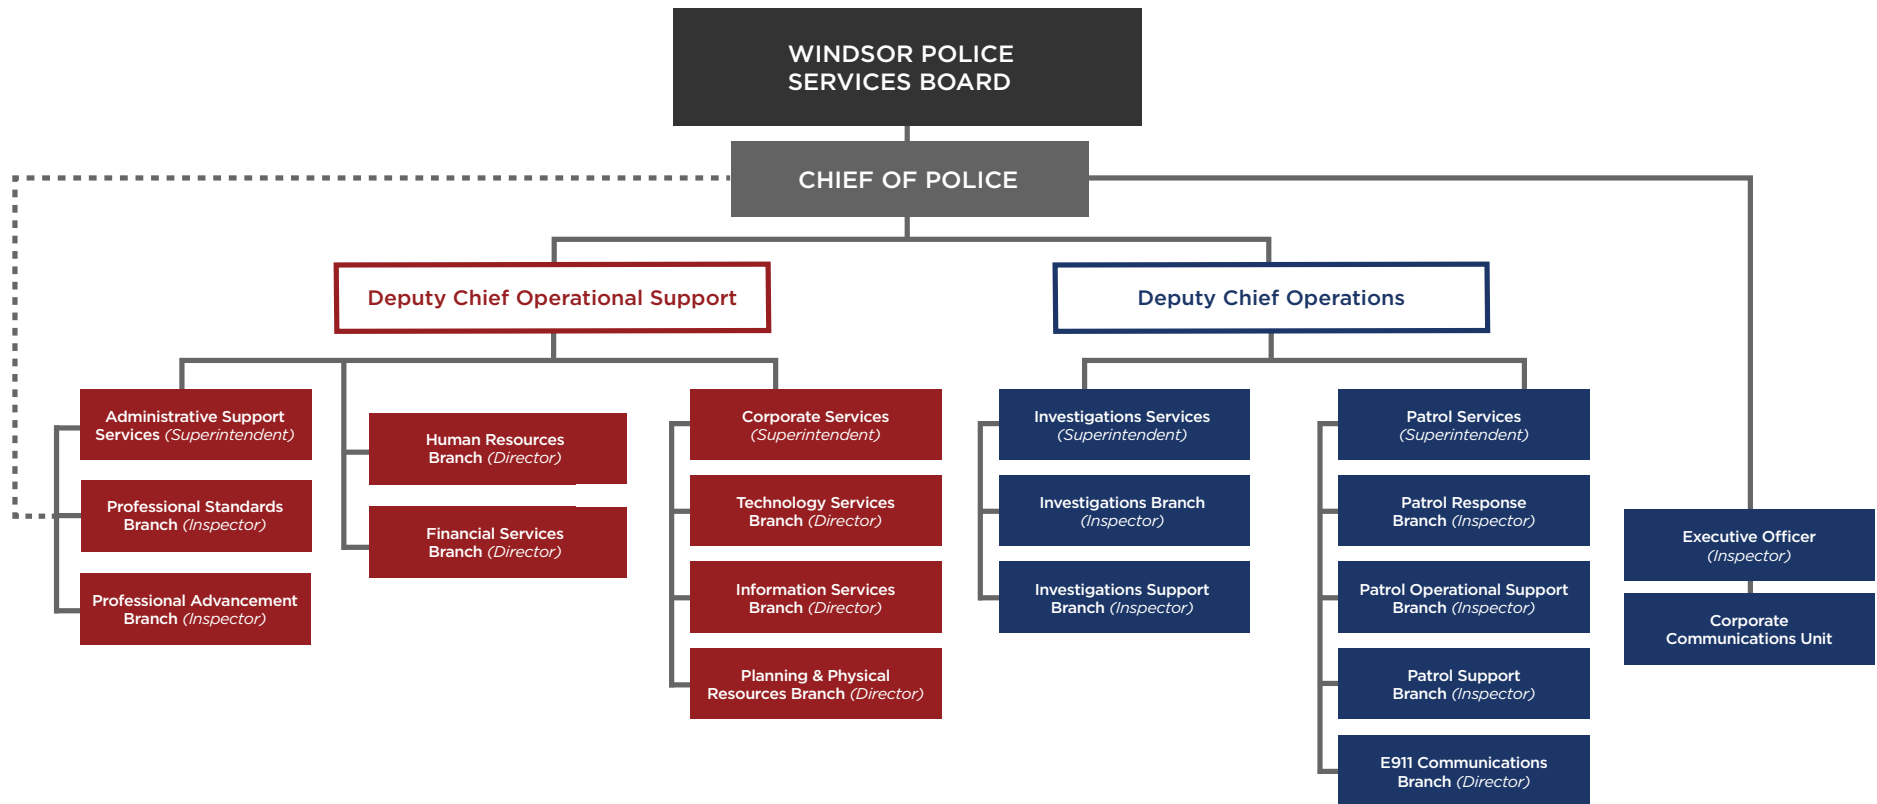 WINDSOR POLICE
SERVICES BOARD
CHIEF OF POLICE
Deputy Chief Operational Support
Deputy Chief Operations
Administrative Support
Services (Superintendent)
Professional Standards
Branch (Inspector)
Professional Advancement
Branch (Inspector)
Human Resources
Branch (Director)
Financial Services
Branch (Director)
Corporate Services
(Superintendent)
Technology Services
Branch (Director)
Information Services
Branch (Director)
Planning & Physical
Resources Branch (Director)
Investigations Services
(Superintendent)
Investigations Branch
(Inspector)
Investigations Support
Branch (Inspector)
Patrol Services
(Superintendent)
Patrol Response
Branch (Inspector)
Patrol Operational Support
Branch (Inspector)
Patrol Support
Branch (Inspector)
E911 Communications
Branch (Director)
Executive Officer
(Inspector)
Corporate
Communications Unit